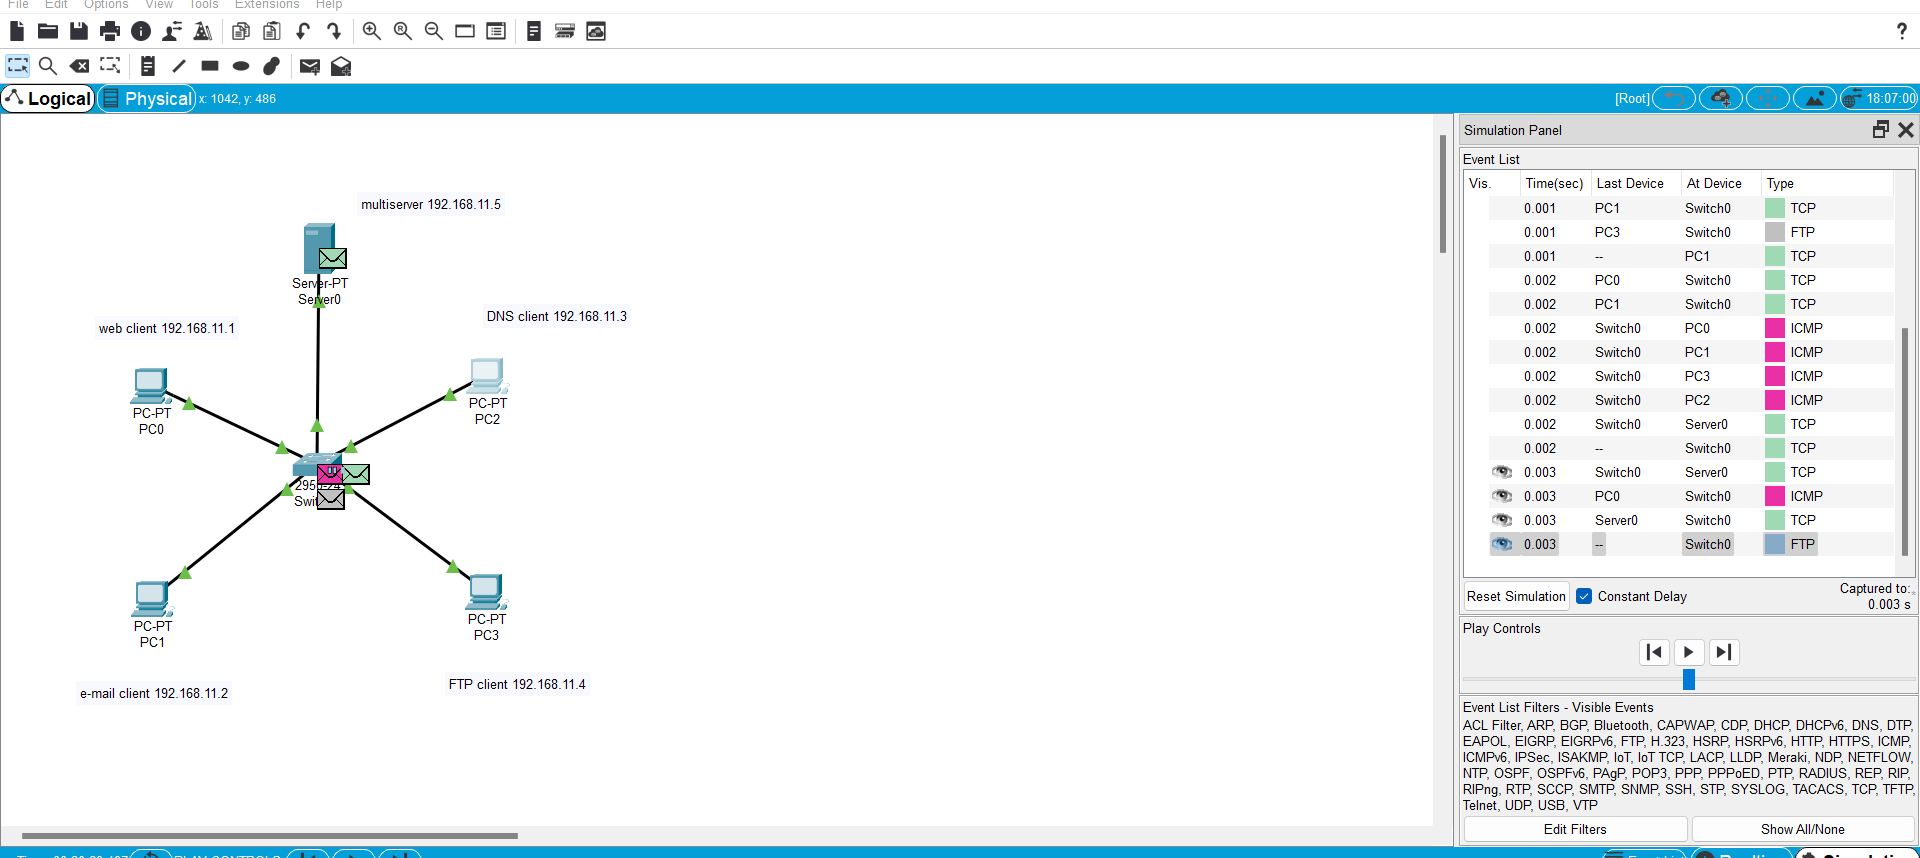 File Edit Options View Tools Extensions Help
?
Logical Physical x: 1042, y: 486 [Root] 18:07:00
multiserver 192.168.11.5
Server-PT
Server0
web client 192.168.11.1
DNS client 192.168.11.3
PC-PT
PC0
PC-PT
PC2
PC-PT
PC1
PC-PT
PC3
e-mail client 192.168.11.2
FTP client 192.168.11.4
Simulation Panel
Event List
Vis. Time(sec) Last Device At Device Type
0.001 PC1 Switch0 TCP
0.001 PC3 Switch0 FTP
0.001 -- PC1 TCP
0.002 PC0 Switch0 TCP
0.002 PC1 Switch0 TCP
0.002 Switch0 PC0 ICMP
0.002 Switch0 PC1 ICMP
0.002 Switch0 PC3 ICMP
0.002 Switch0 PC2 ICMP
0.002 Switch0 Server0 TCP
0.002 -- Switch0 TCP
0.003 Switch0 Server0 TCP
0.003 PC0 Switch0 ICMP
0.003 Server0 Switch0 TCP
0.003 -- Switch0 FTP
Reset Simulation Constant Delay Captured to:
0.003 s
Play Controls
Event List Filters - Visible Events
ACL Filter, ARP, BGP, Bluetooth, CAPWAP, CDP, DHCP, DHCPv6, DNS, DTP,
EAPOL, EIGRP, EIGRPv6, FTP, H.323, HSRP, HSRPv6, HTTP, HTTPS, ICMP,
ICMPv6, IPSec, ISAKMP, IoT, IoT TCP, LACP, LLDP, Meraki, NDP, NETFLOW,
NTP, OSPF, OSPFv6, PAgP, POP3, PPP, PPPoED, PTP, RADIUS, REP, RIP,
RIPng, RTP, SCCP, SMTP, SNMP, SSH, STP, SYSLOG, TACACS, TCP, TFTP,
Telnet, UDP, USB, VTP
Edit Filters Show All/None